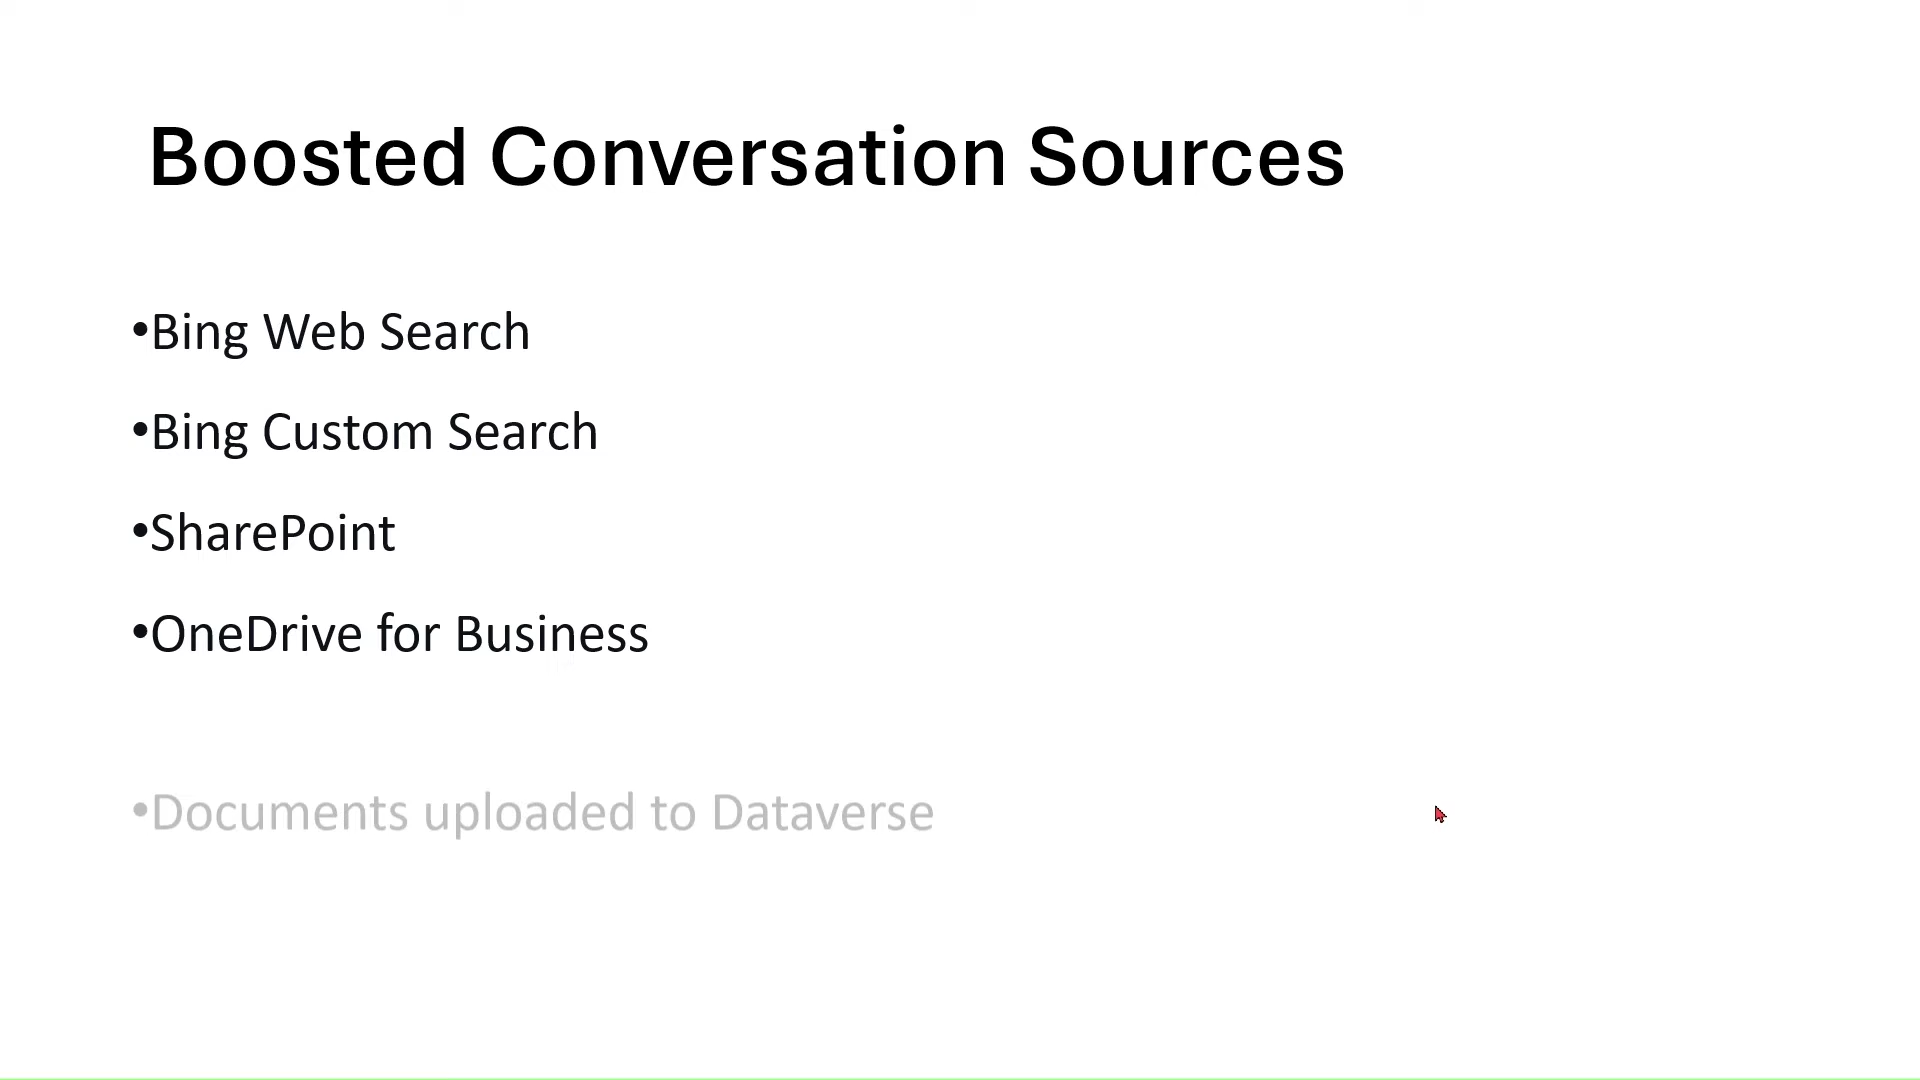 Boosted Conversation Sources
•Bing Web Search
•Bing Custom Search
•SharePoint
•OneDrive for Business
•Documents uploaded to Dataverse